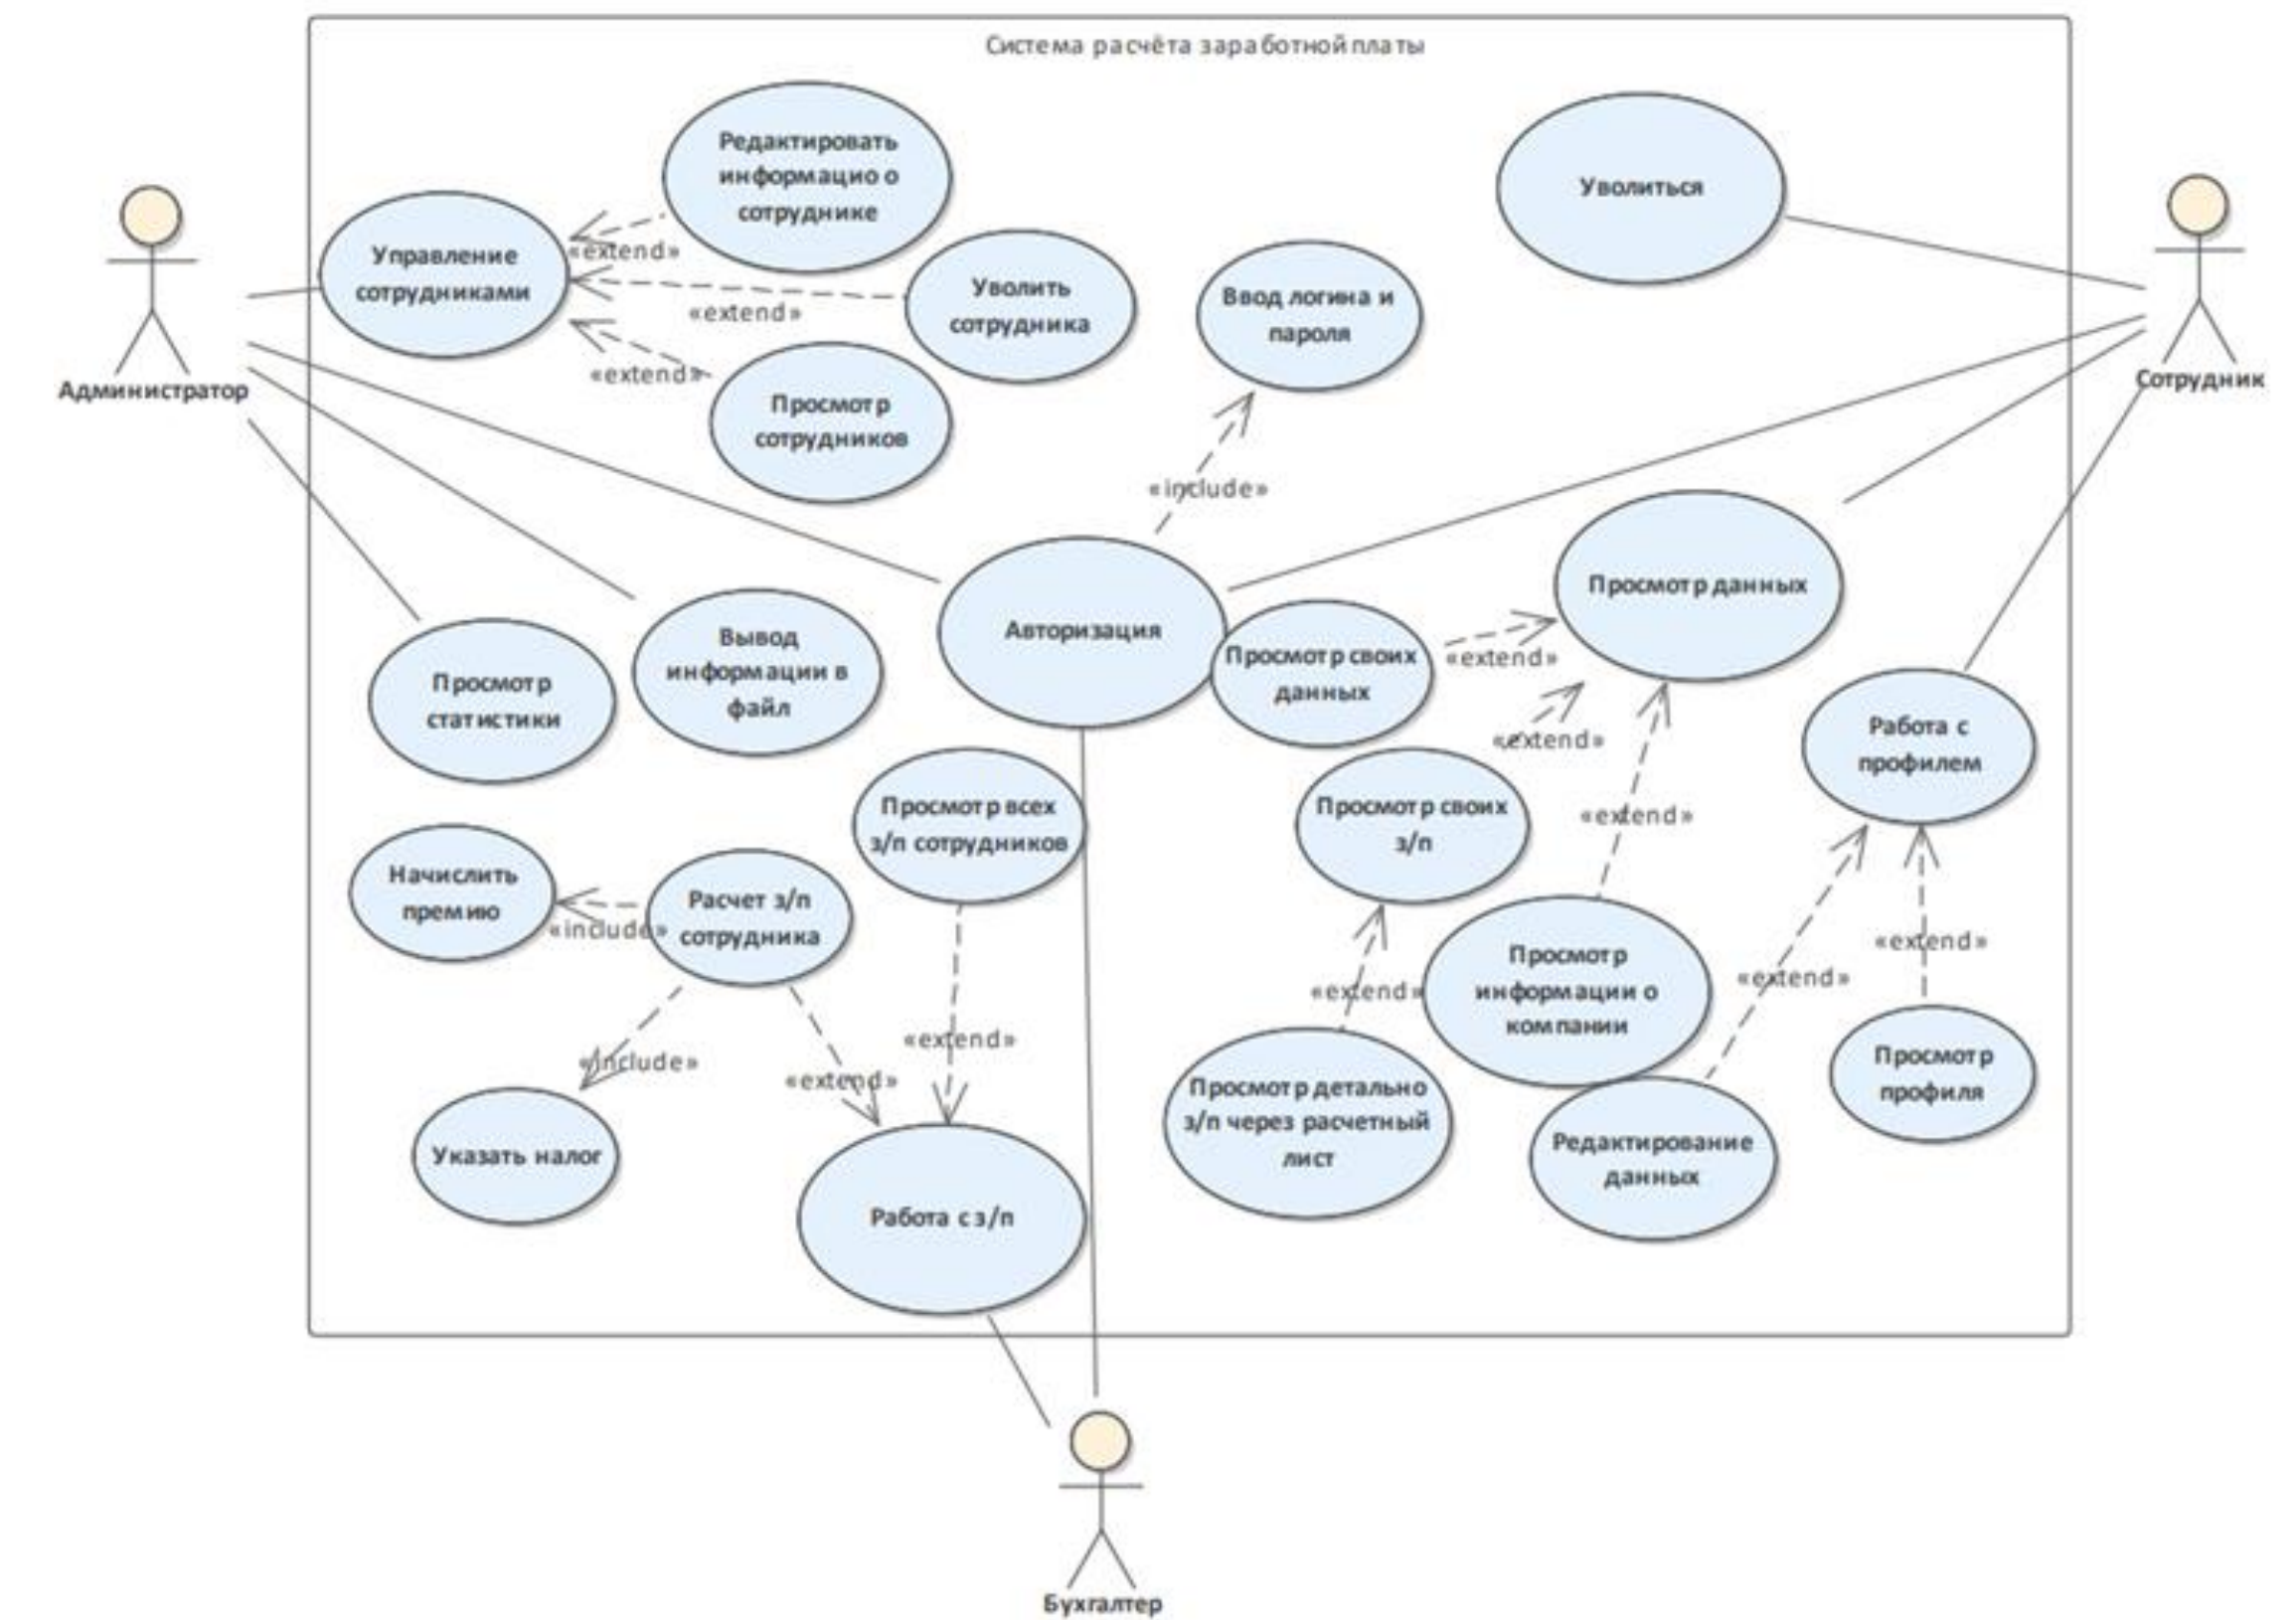 Система расчёта заработной платы
Редактировать
информацио о
сотруднике
Уволиться
Управление
сотрудниками
«extend»
Уволить
сотрудника
«extend»
Ввод логина и
пароля
«extend»
Просмотр
сотрудников
Администратор
Сотрудник
«include»
Авторизация
Просмотр данных
Вывод
информации в
файл
Просмотр
статистики
Просмотр своих
данных
«extend»
«extend»
Работа с
профилем
Просмотр всех
з/п сотрудников
Просмотр своих
з/п
«extend»
Начислить
премию
«include»
Расчет з/п
сотрудника
«extend»
«extend»
«extend»
Просмотр
информации о
компании
«include»
«extend»
«extend»
Просмотр детально
з/п через расчетный
лист
Просмотр
профиля
Указать налог
Редактирование
данных
Работа с з/п
Бухгалтер